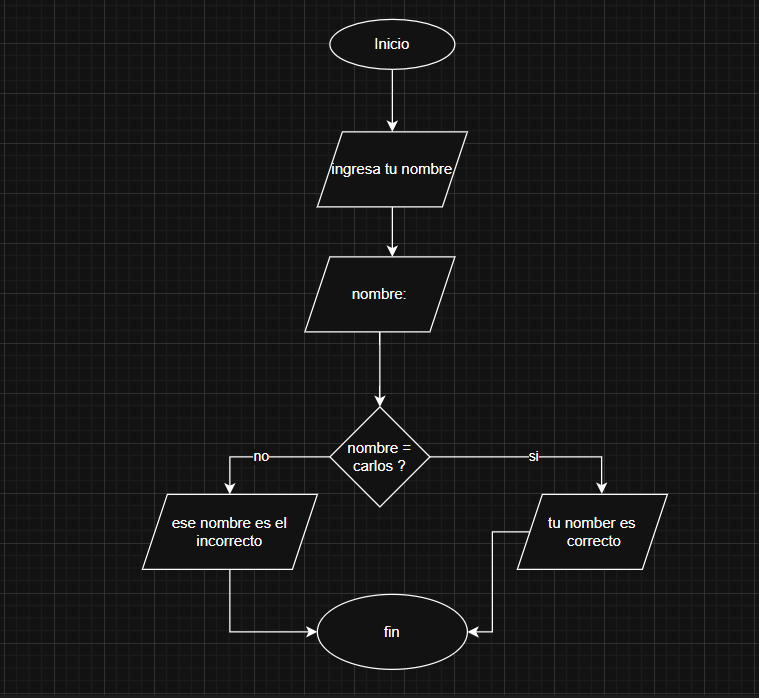 Inicio
ingresa tu nombre
nombre:
nombre =
carlos ?
no
si
ese nombre es el
incorrecto
tu nomber es
correcto
fin